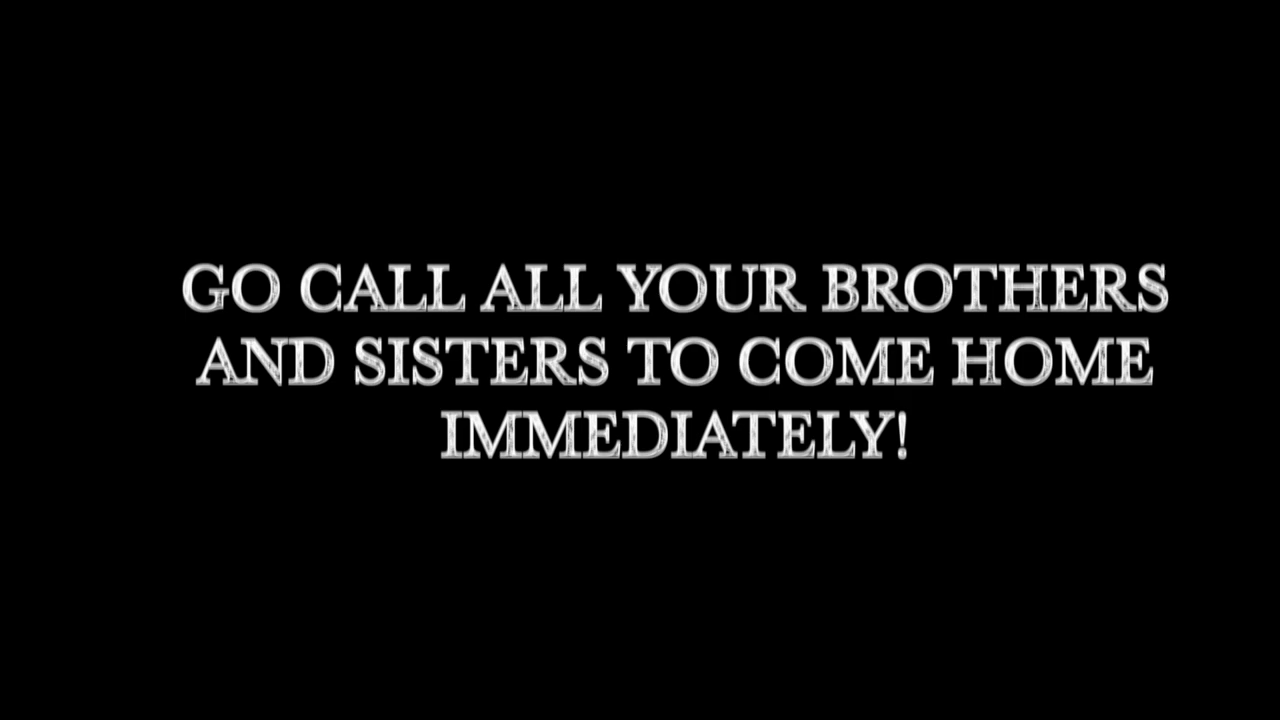 GO CALL ALL YOUR BROTHERS
AND SISTERS TO COME HOME
IMMEDIATELY!